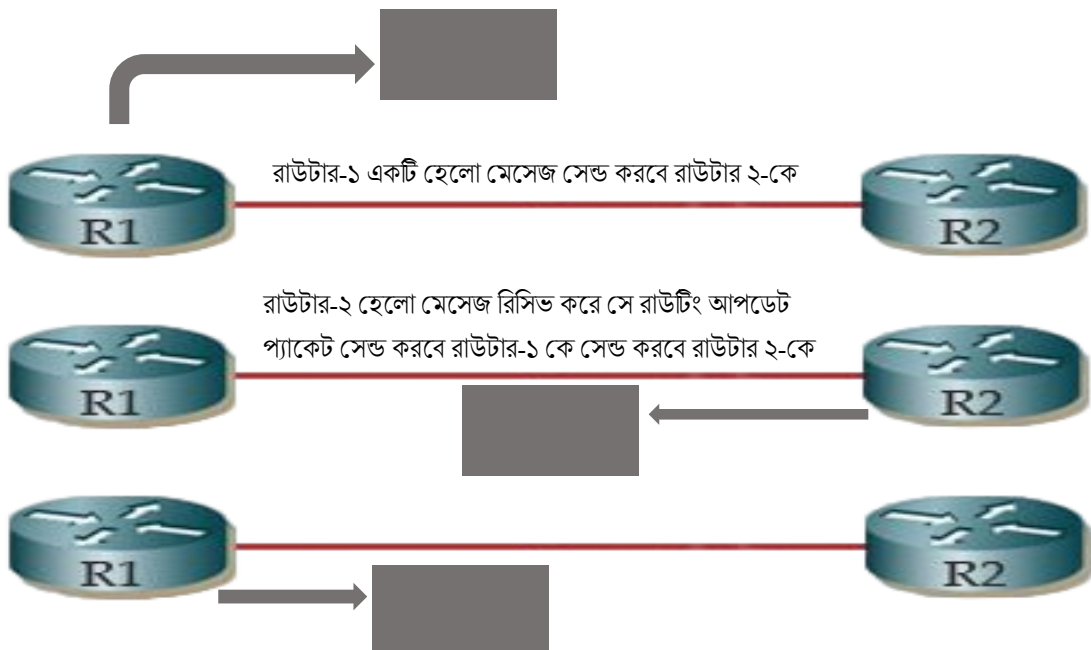 রাউটার-১ একটি হেলো মেসেজ সেন্ড করবে রাউটার ২-কে
R1
R2
রাউটার-২ হেলো মেসেজ রিসিভ করে সে রাউটিং আপডেট
প্যাকেট সেন্ড করবে রাউটার-১ কে সেন্ড করবে রাউটার ২-কে
R1
R2
R1
R2